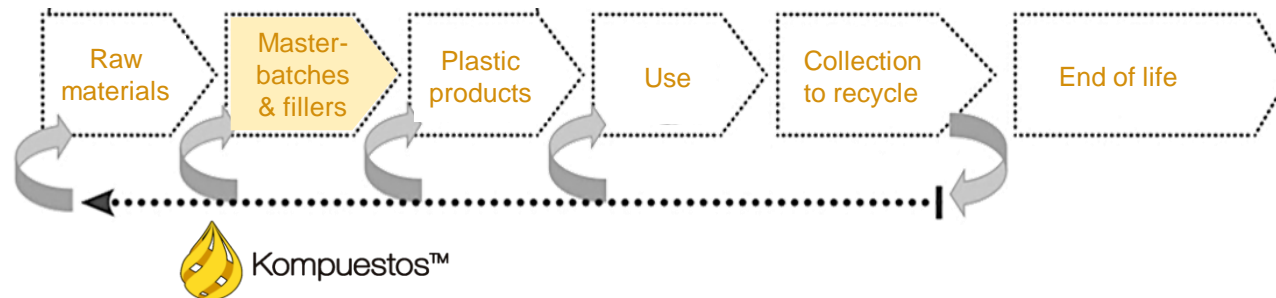 Raw
materials
Master-
batches
& fillers
Plastic
products
Use
Collection
to recycle
End of life
Kompuestos™